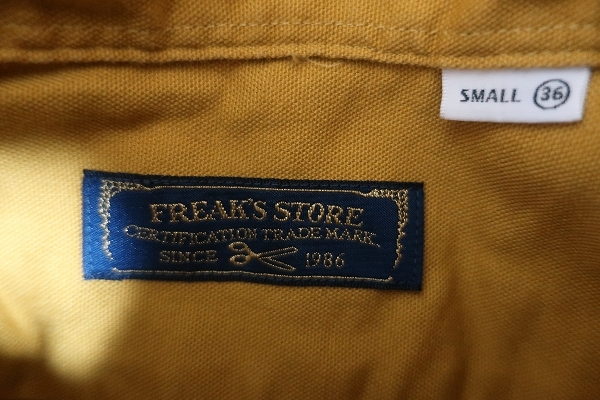 SMALL 36
FREAK'S STORE
CERTIFICATION TRADE MARK.
SINCE 1986